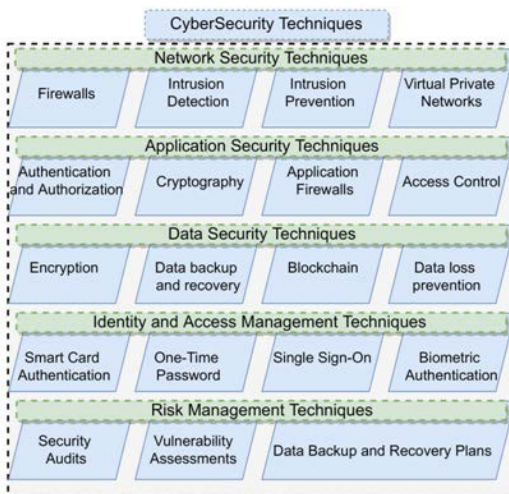 CyberSecurity Techniques
Network Security Techniques
Firewalls
Intrusion
Detection
Intrusion
Prevention
Virtual Private
Networks
Application Security Techniques
Authentication
and Authorization
Cryptography
Application
Firewalls
Access Control
Data Security Techniques
Encryption
Data backup
and recovery
Blockchain
Data loss
prevention
Identity and Access Management Techniques
Smart Card
Authentication
One-Time
Password
Single Sign-On
Biometric
Authentication
Risk Management Techniques
Security
Audits
Vulnerability
Assessments
Data Backup and Recovery Plans